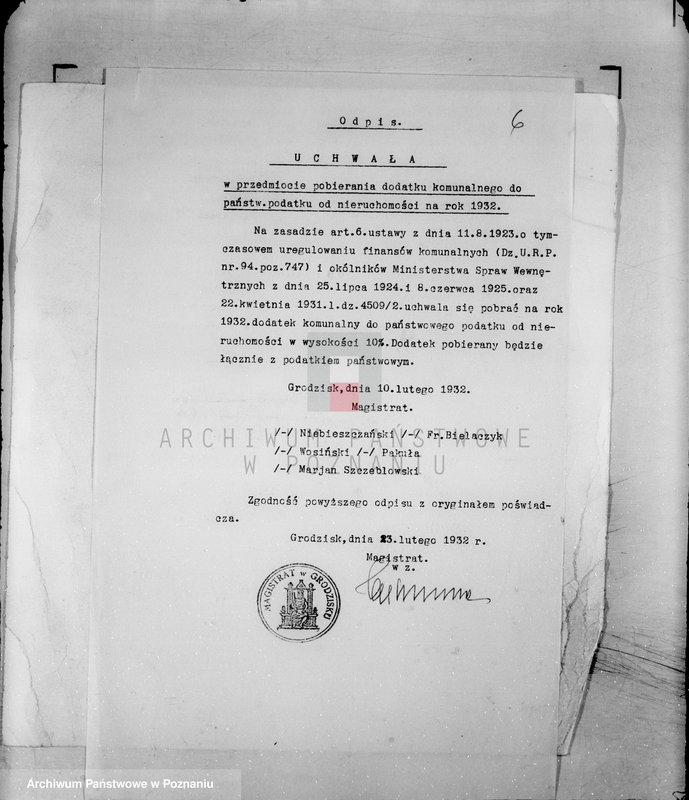 6
O d p i s.
U C H W A Ł A
w przedmiocie pobierania dodatku komunalnego do
państw.podatku od nieruchomości na rok 1932.
Na zasadzie art.6.ustawy z dnia 11.8.1923.o tym-
czasowem uregulowaniu finansów komunalnych (Dz.U.R.P.
nr.94.poz.747) i okólników Ministerstwa Spraw Wewnę-
trznych z dnia 25.lipca 1924.i 8.czerwca 1925.oraz
22.kwietnia 1931.l.dz.4509/2.uchwala się pobrać na rok
1932.dodatek komunalny do państwowego podatku od nie-
ruchomości w wysokości 10%.Dodatek pobierany będzie
łącznie z podatkiem państwowym.
Grodzisk,dnia 10.lutego 1932.
Magistrat.
/-/ Niebieszczański /-/ Fr.Bielaczyk
ARCHIWUM PAŃSTWOWE
/-/ Wosiński /-/ Pakuła
W POZNANIU
/-/ Marjan Szczeblowski
Zgodność powyższego odpisu z oryginałem poświad-
cza.
Grodzisk,dnia 23.lutego 1932 r.
Magistrat.
w z.
MAGISTRAT w GRODZISKU
Archiwum Państwowe w Poznaniu